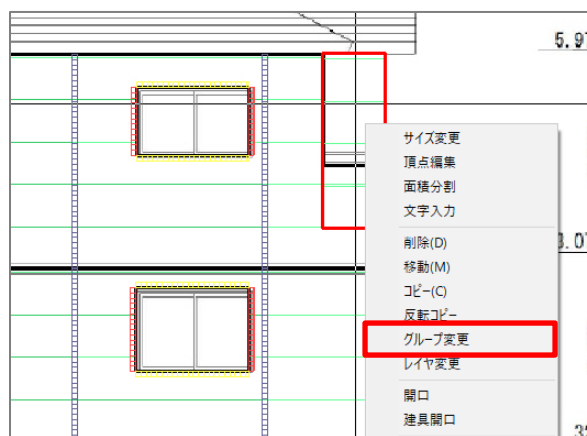 5.97
サイズ変更
頂点編集
面積分割
文字入力
削除(D)
移動(M)
3.07
コピー(C)
反転コピー
グループ変更
レイヤ変更
開口
建具開口